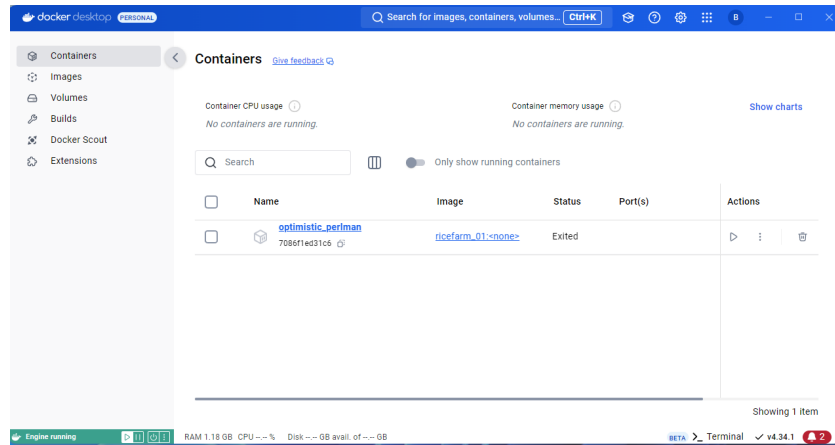 docker desktop PERSONAL
Search for images, containers, volumes... Ctrl+K
B
Containers
Images
Volumes
Builds
Docker Scout
Extensions
Containers Give feedback
Container CPU usage
No containers are running.
Container memory usage
No containers are running.
Show charts
Search
Only show running containers
Name Image Status Port(s) Actions
optimistic_perlman
7086f1ed31c6
ricefarm_01:<none> Exited
Showing 1 item
Engine running
RAM 1.18 GB CPU --.-- % Disk --.-- GB avail. of --.-- GB
BETA >_ Terminal v4.34.1 2